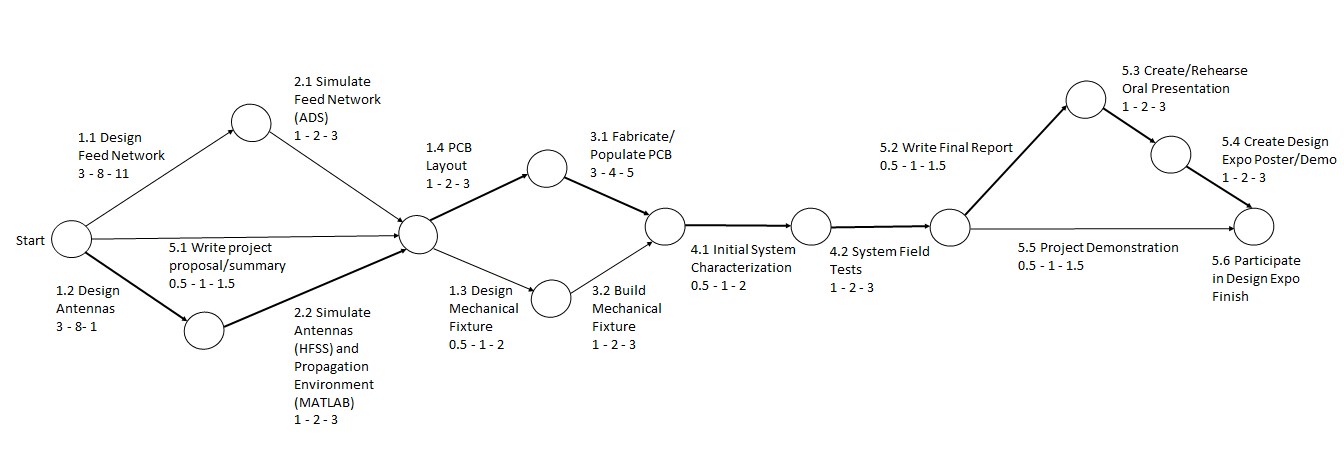 Start
1.1 Design
Feed Network
3 - 8 - 11
2.1 Simulate
Feed Network
(ADS)
1 - 2 - 3
5.1 Write project
proposal/summary
0.5 - 1 - 1.5
1.2 Design
Antennas
3 - 8- 1
2.2 Simulate
Antennas
(HFSS) and
Propagation
Environment
(MATLAB)
1 - 2 - 3
1.4 PCB
Layout
1 - 2 - 3
3.1 Fabricate/
Populate PCB
3 - 4 - 5
1.3 Design
Mechanical
Fixture
0.5 - 1 - 2
3.2 Build
Mechanical
Fixture
1 - 2 - 3
4.1 Initial System
Characterization
0.5 - 1 - 2
4.2 System Field
Tests
1 - 2 - 3
5.2 Write Final Report
0.5 - 1 - 1.5
5.3 Create/Rehearse
Oral Presentation
1 - 2 - 3
5.4 Create Design
Expo Poster/Demo
1 - 2 - 3
5.5 Project Demonstration
0.5 - 1 - 1.5
5.6 Participate
in Design Expo
Finish